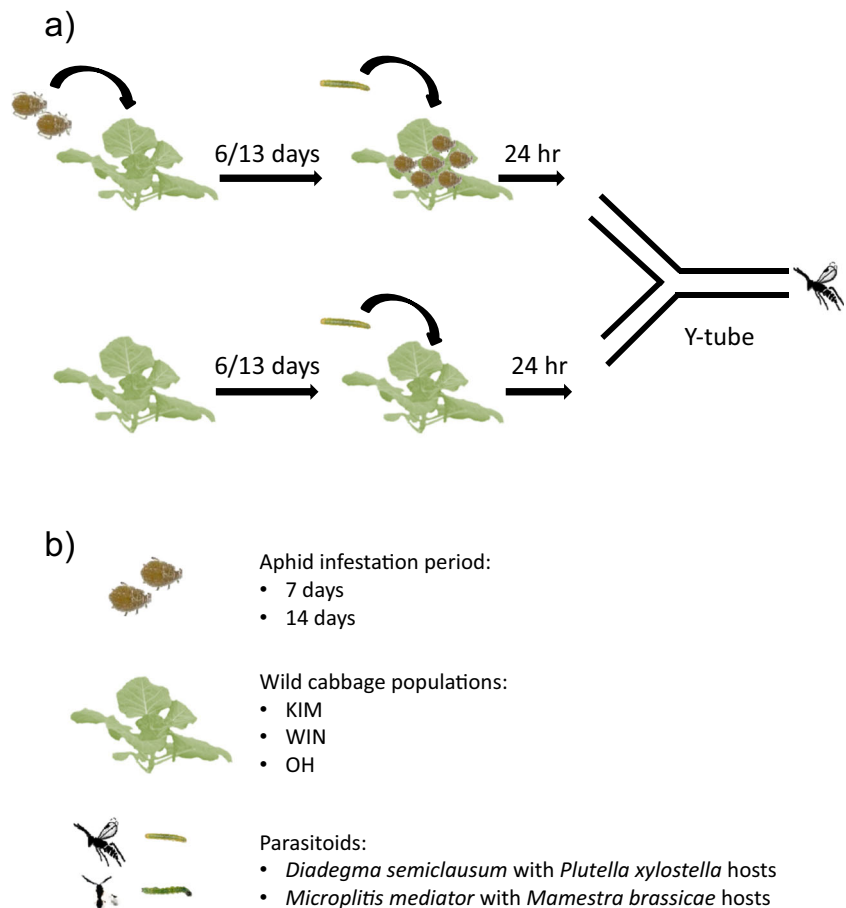 a)
6/13 days
24 hr
6/13 days
24 hr
Y-tube
b)
Aphid infestation period:
• 7 days
• 14 days
Wild cabbage populations:
• KIM
• WIN
• OH
Parasitoids:
• Diadegma semiclausum with Plutella xylostella hosts
• Microplitis mediator with Mamestra brassicae hosts